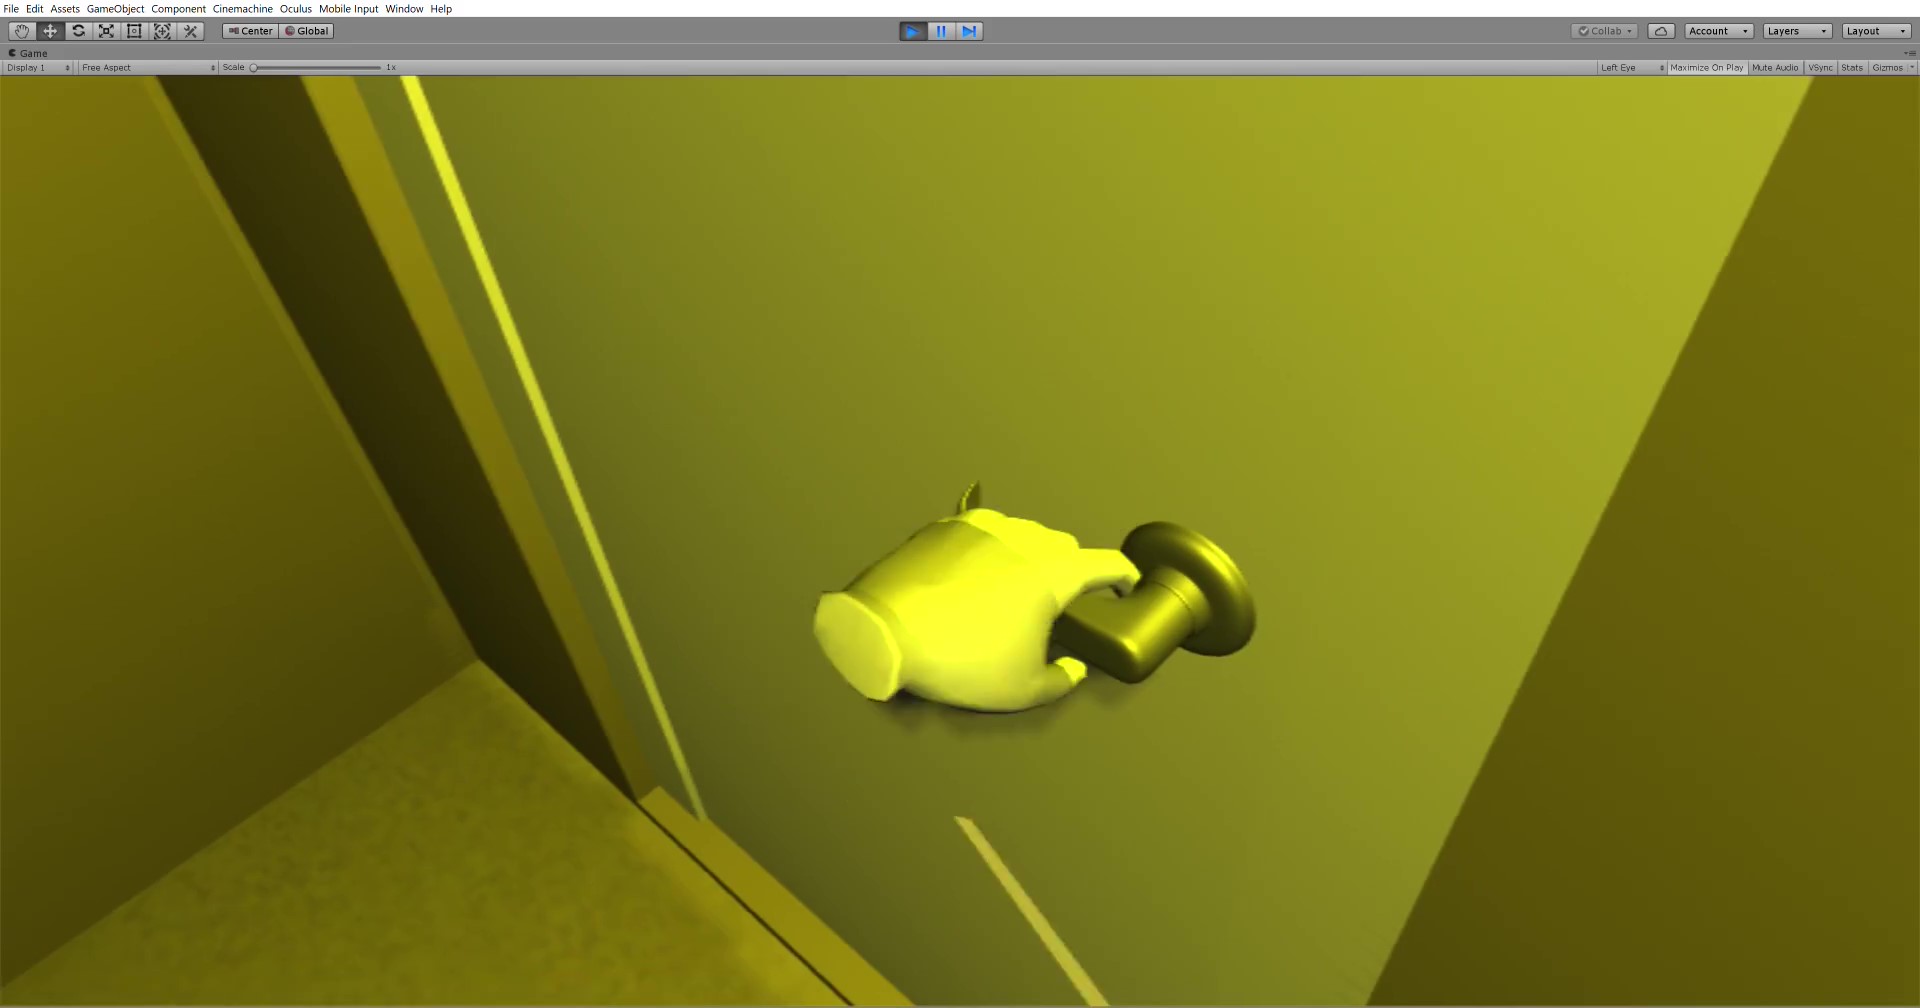 File Edit Assets GameObject Component Cinemachine Oculus Mobile Input Window Help
Center Global Collab Account Layers Layout
Game
Display 1 Free Aspect Scale 1x Left Eye Maximize On Play Mute Audio VSync Stats Gizmos